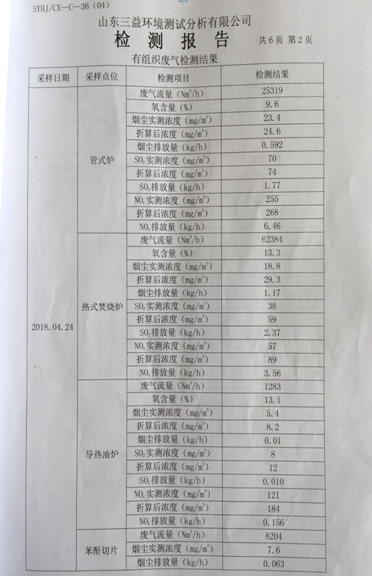 SYHJ/CX—C—36（04）
山东三益环境测试分析有限公司
检 测 报 告
共 6 页 第 2 页
有组织废气检测结果
采样日期 采样点位 检测项目 检测结果
2018.04.24
管式炉
废气流量（Nm³/h） 25319
氧含量（%） 9.6
烟尘实测浓度（mg/m³） 23.4
折算后浓度（mg/m³） 24.6
烟尘排放量（kg/h） 0.592
SO₂实测浓度（mg/m³） 70
折算后浓度（mg/m³） 74
SO₂排放量（kg/h） 1.77
NOₓ实测浓度（mg/m³） 255
折算后浓度（mg/m³） 268
NOₓ排放量（kg/h） 6.46
热式焚烧炉
废气流量（Nm³/h） 62384
氧含量（%） 13.3
烟尘实测浓度（mg/m³） 18.8
折算后浓度（mg/m³） 29.3
烟尘排放量（kg/h） 1.17
SO₂实测浓度（mg/m³） 38
折算后浓度（mg/m³） 59
SO₂排放量（kg/h） 2.37
NOₓ实测浓度（mg/m³） 57
折算后浓度（mg/m³） 89
NOₓ排放量（kg/h） 3.56
导热油炉
废气流量（Nm³/h） 1283
氧含量（%） 13.1
烟尘实测浓度（mg/m³） 5.4
折算后浓度（mg/m³） 8.2
烟尘排放量（kg/h） 0.01
SO₂实测浓度（mg/m³） 8
折算后浓度（mg/m³） 12
SO₂排放量（kg/h） 0.010
NOₓ实测浓度（mg/m³） 121
折算后浓度（mg/m³） 184
NOₓ排放量（kg/h） 0.156
苯酐切片
废气流量（Nm³/h） 8204
烟尘实测浓度（mg/m³） 7.6
烟尘排放量（kg/h） 0.063